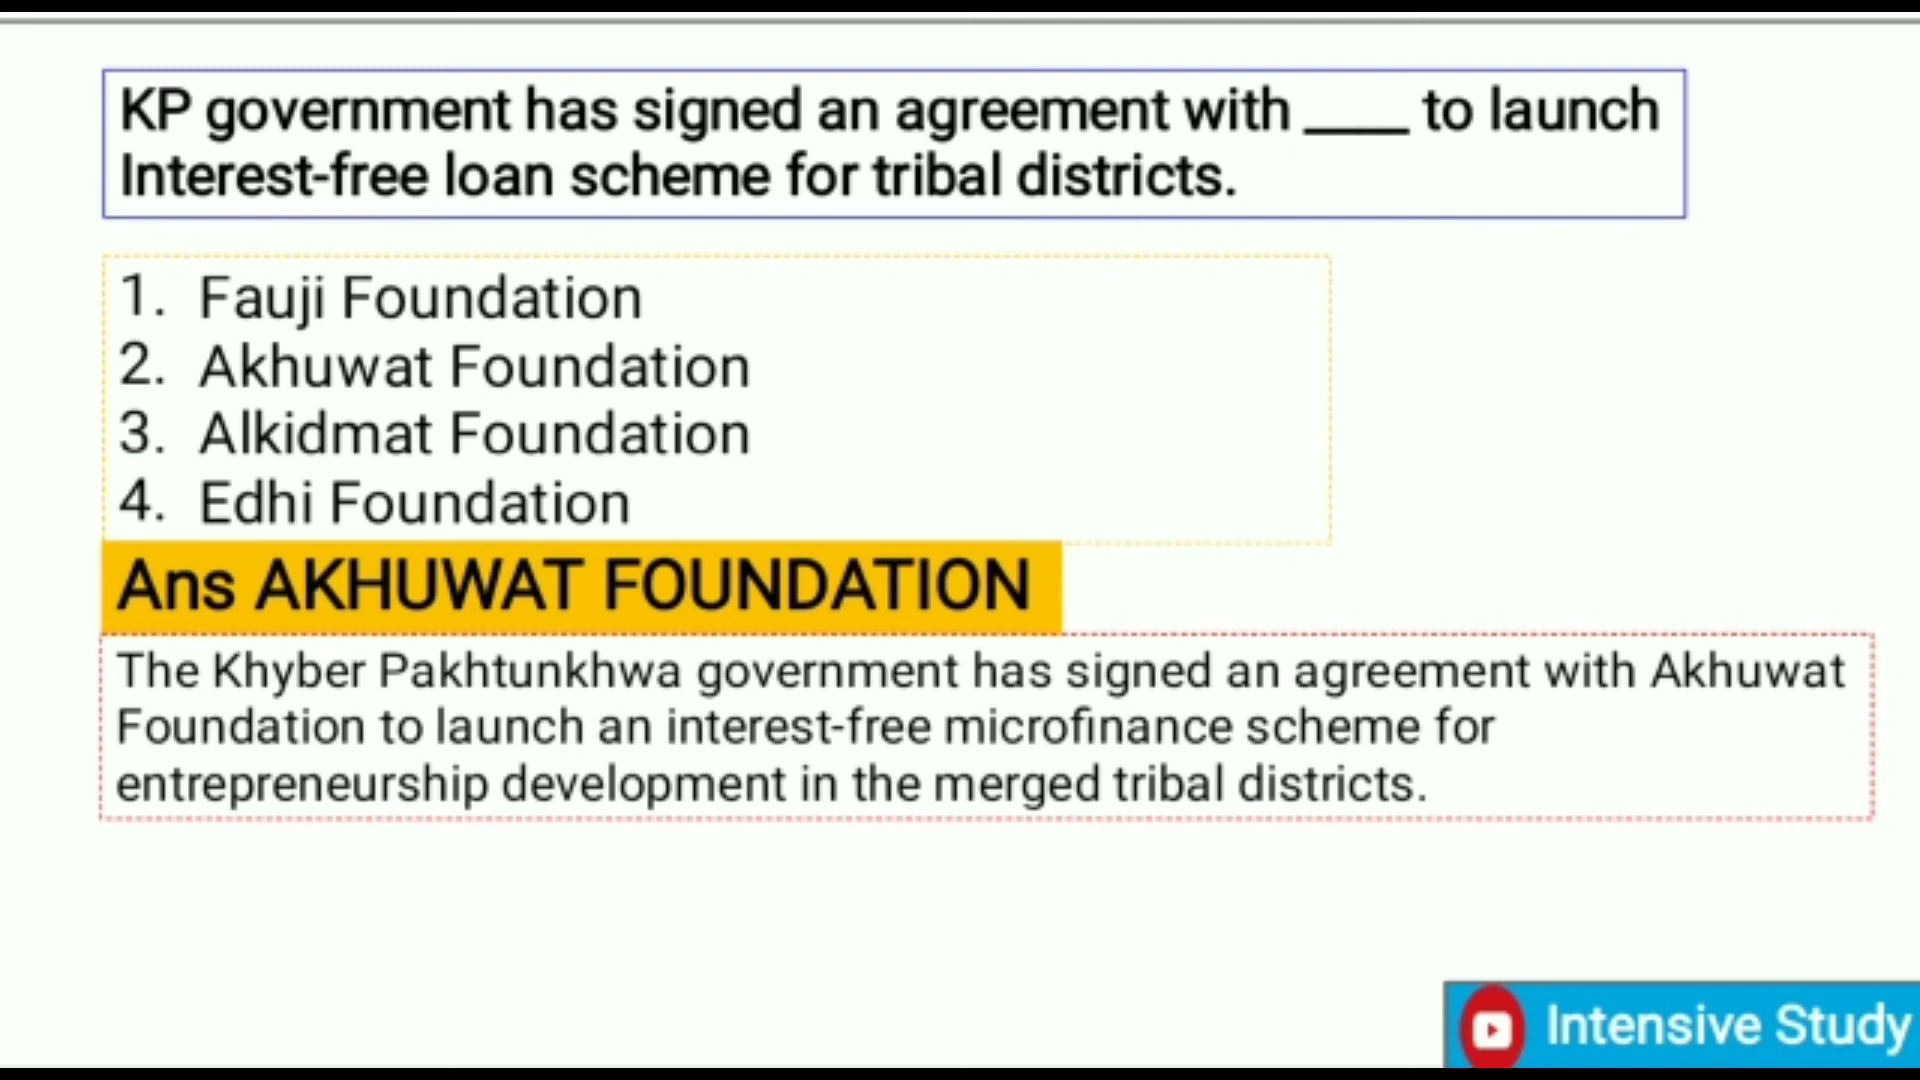 KP government has signed an agreement with ____ to launch
Interest-free loan scheme for tribal districts.
1. Fauji Foundation
2. Akhuwat Foundation
3. Alkidmat Foundation
4. Edhi Foundation
Ans AKHUWAT FOUNDATION
The Khyber Pakhtunkhwa government has signed an agreement with Akhuwat
Foundation to launch an interest-free microfinance scheme for
entrepreneurship development in the merged tribal districts.
Intensive Study